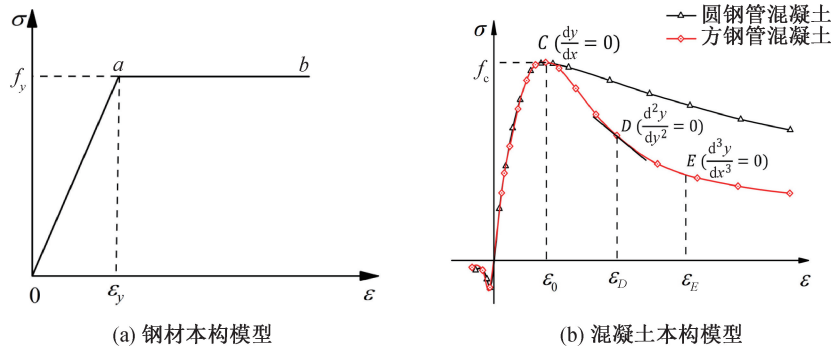 σ
f_y
a
b
0
ε_y
ε
(a) 钢材本构模型
圆钢管混凝土
方钢管混凝土
σ
f_c
C (dy/dx = 0)
D (d²y/dy² = 0)
E (d³y/dx³ = 0)
ε_0
ε_D
ε_E
ε
(b) 混凝土本构模型